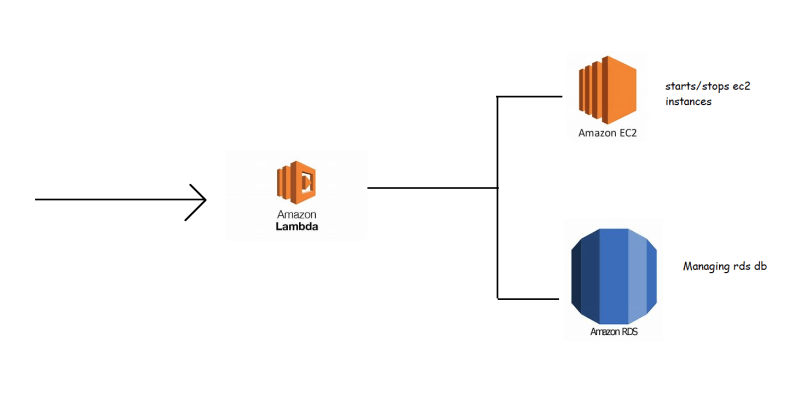 starts/stops ec2
instances
Amazon EC2
Amazon
Lambda
Managing rds db
Amazon RDS